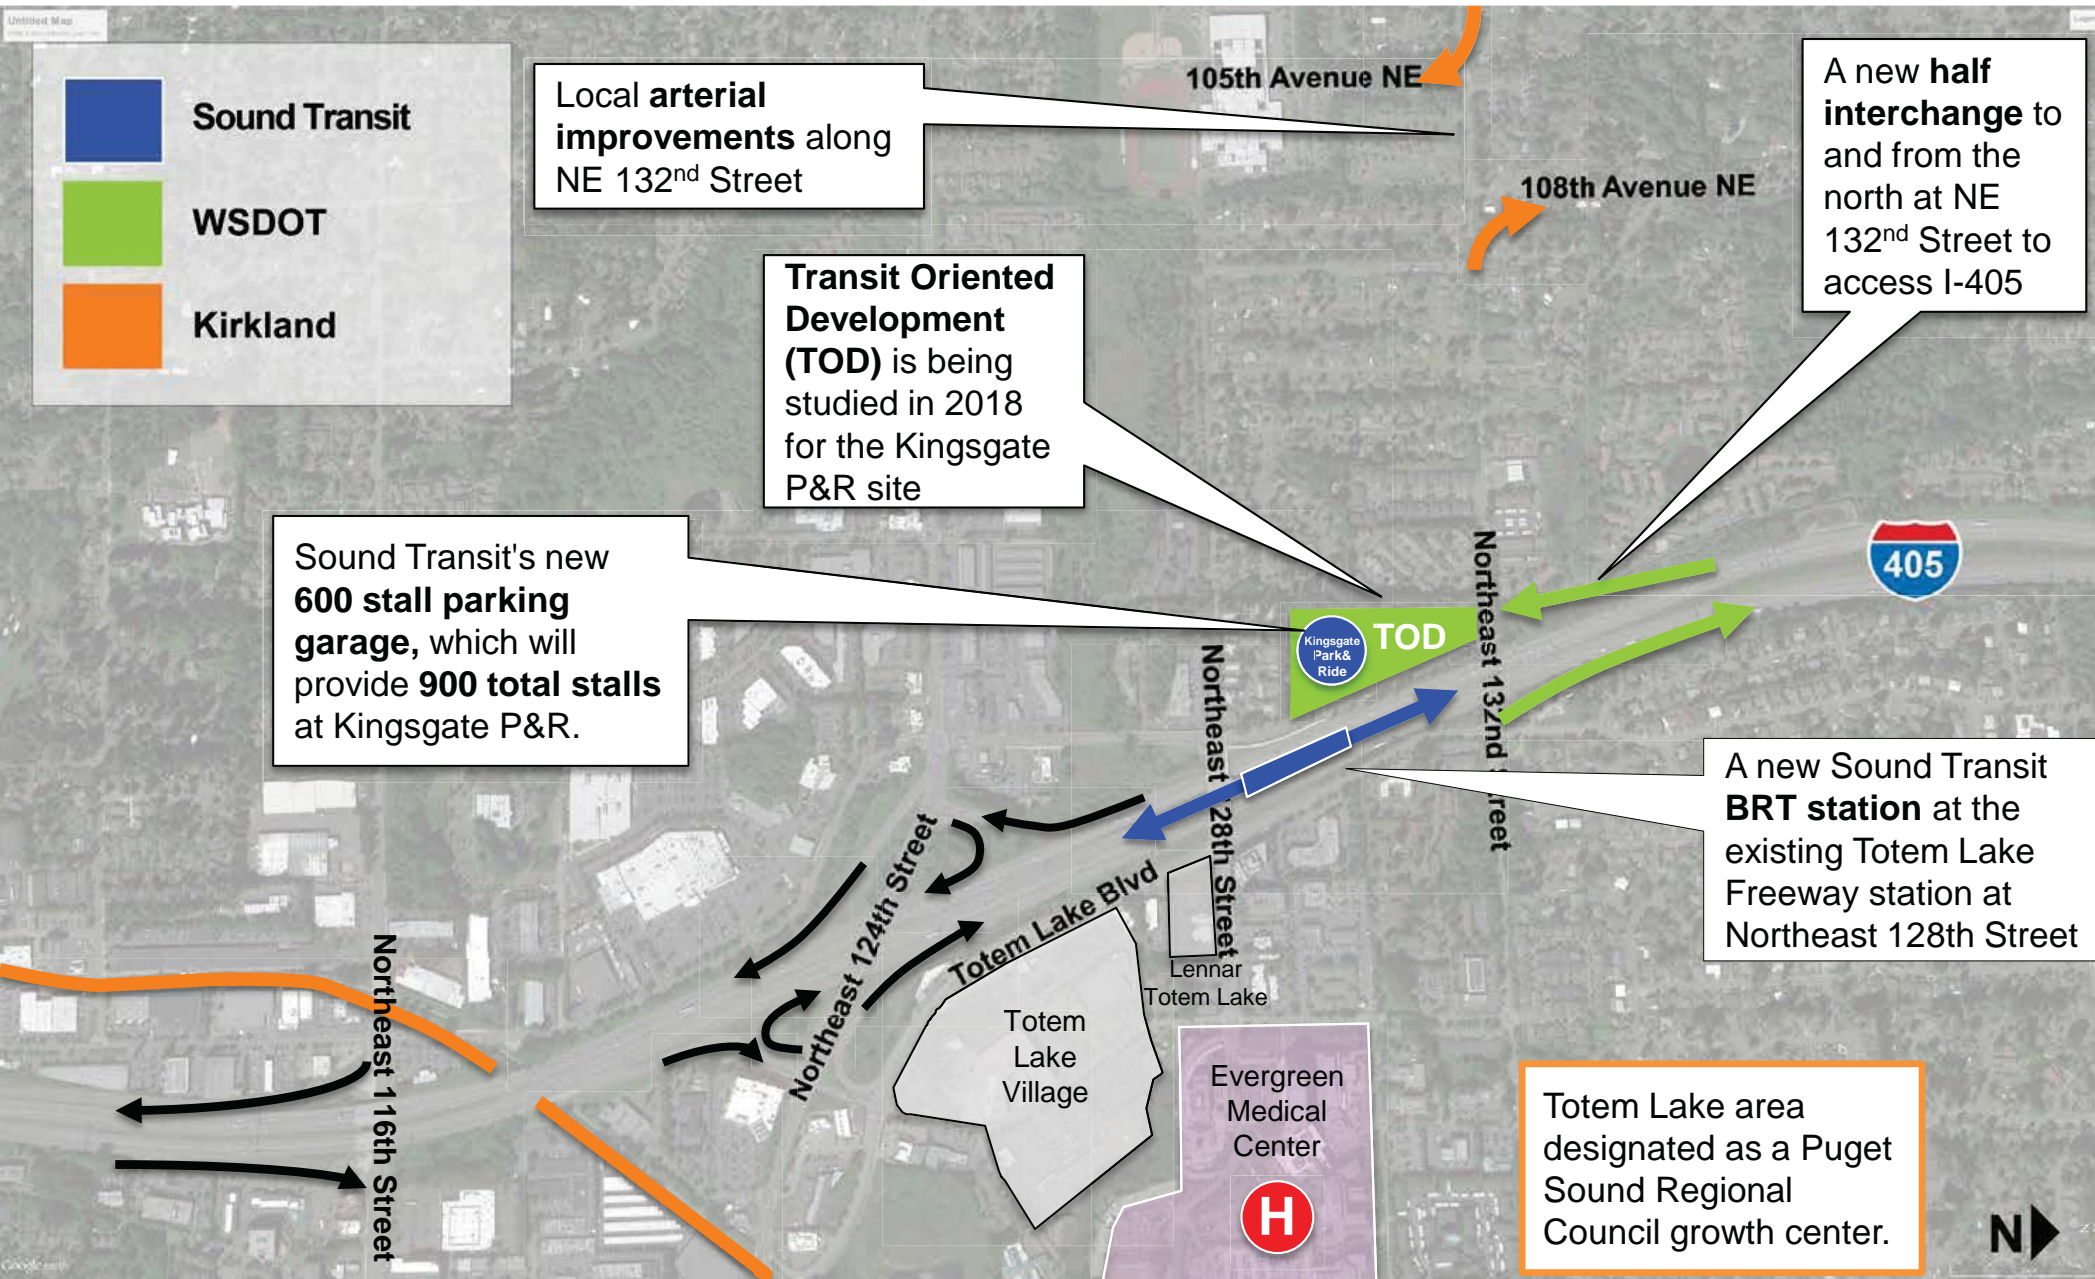 Untitled Map
Sound Transit
WSDOT
Kirkland
Local arterial
improvements along
NE 132nd Street
105th Avenue NE
108th Avenue NE
A new half
interchange to
and from the
north at NE
132nd Street to
access I-405
Transit Oriented
Development
(TOD) is being
studied in 2018
for the Kingsgate
P&R site
Sound Transit's new
600 stall parking
garage, which will
provide 900 total stalls
at Kingsgate P&R.
405
Kingsgate
Park&
Ride
TOD
Northeast 132nd Street
Northeast 128th Street
A new Sound Transit
BRT station at the
existing Totem Lake
Freeway station at
Northeast 128th Street
Northeast 124th Street
Totem Lake Blvd
Lennar
Totem Lake
Northeast 116th Street
Totem
Lake
Village
Evergreen
Medical
Center
H
Totem Lake area
designated as a Puget
Sound Regional
Council growth center.
N
Google earth